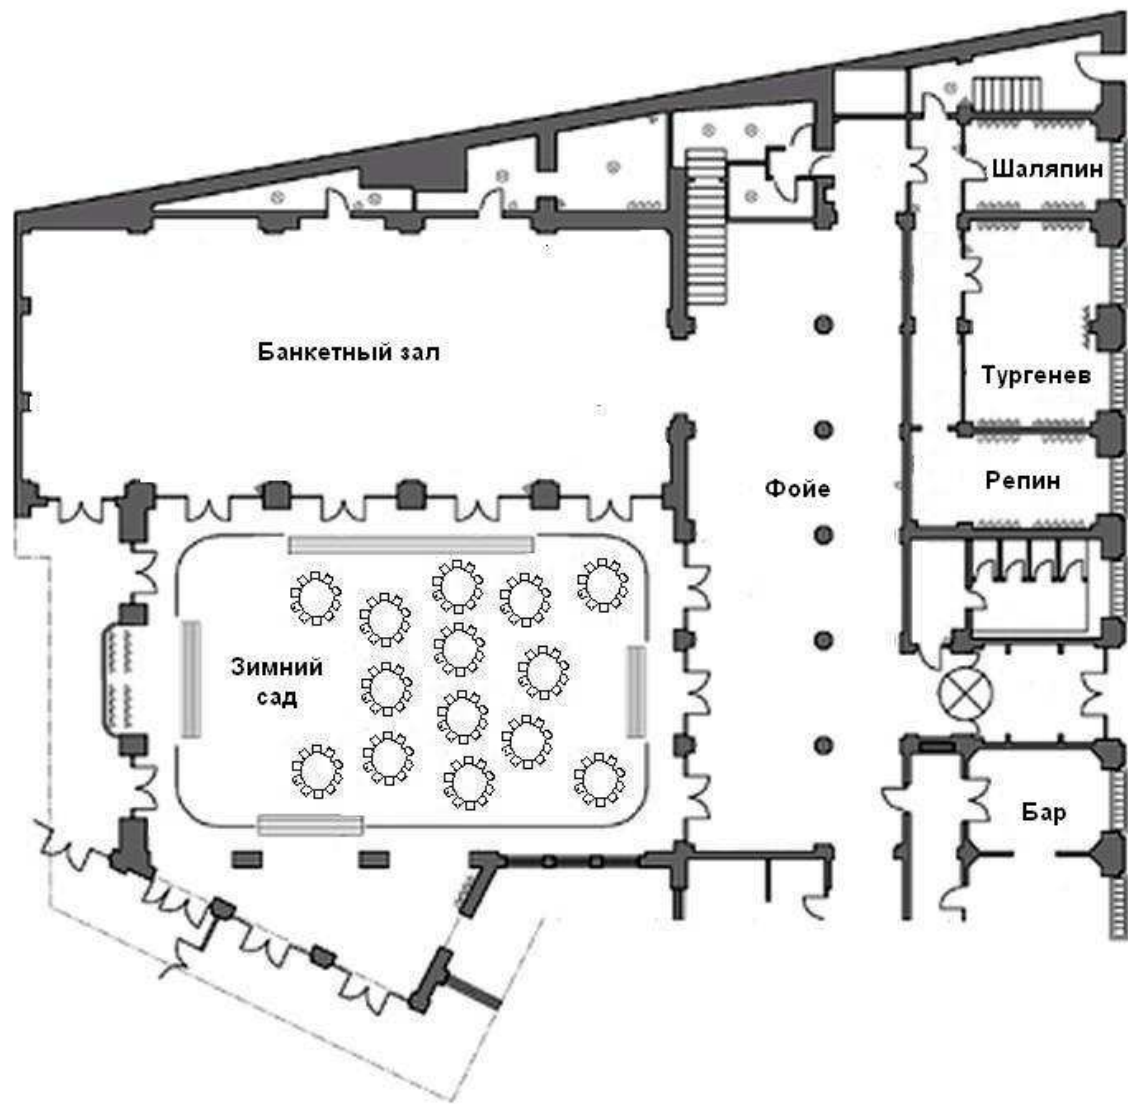 Шаляпин
Банкетный зал
Тургенев
Фойе
Репин
Зимний
сад
Бар